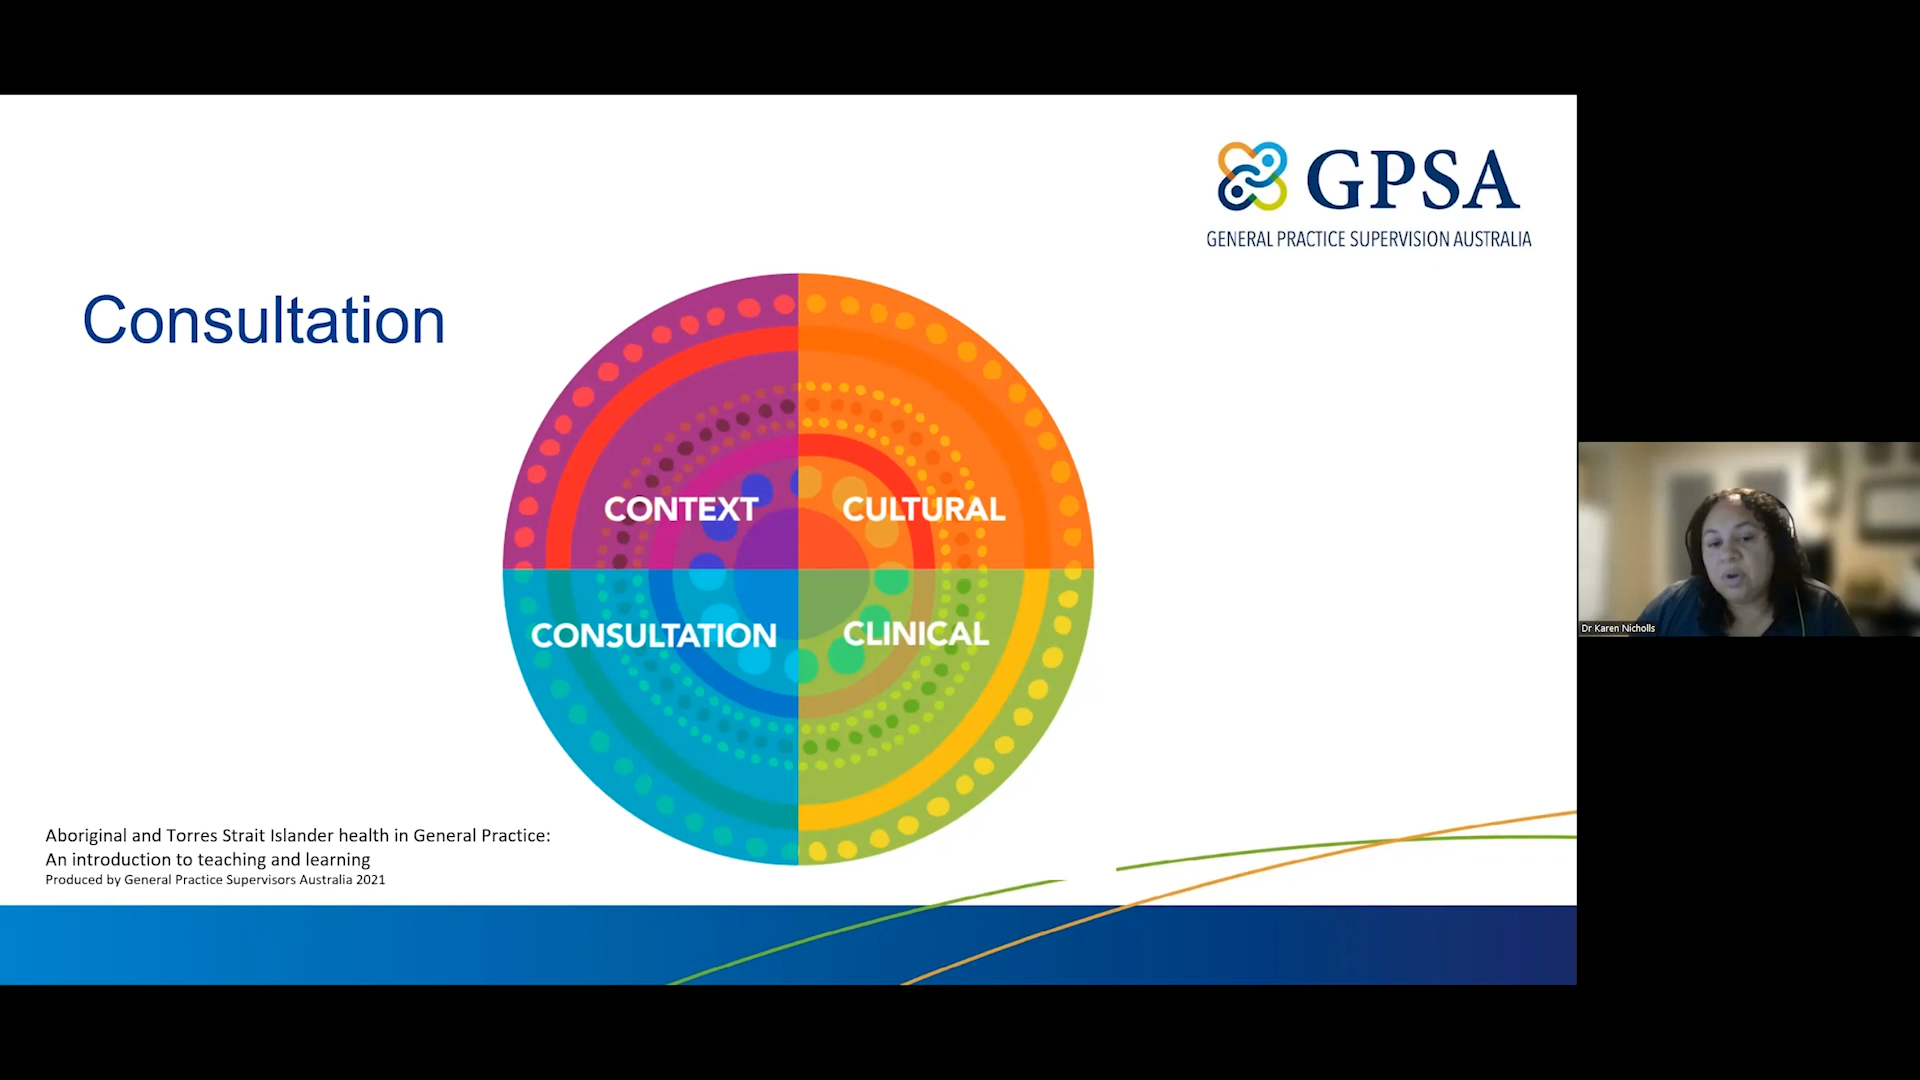 GPSA
GENERAL PRACTICE SUPERVISION AUSTRALIA
Consultation
CONTEXT
CULTURAL
CONSULTATION
CLINICAL
Aboriginal and Torres Strait Islander health in General Practice:
An introduction to teaching and learning
Produced by General Practice Supervisors Australia 2021
Dr Karen Nicholls